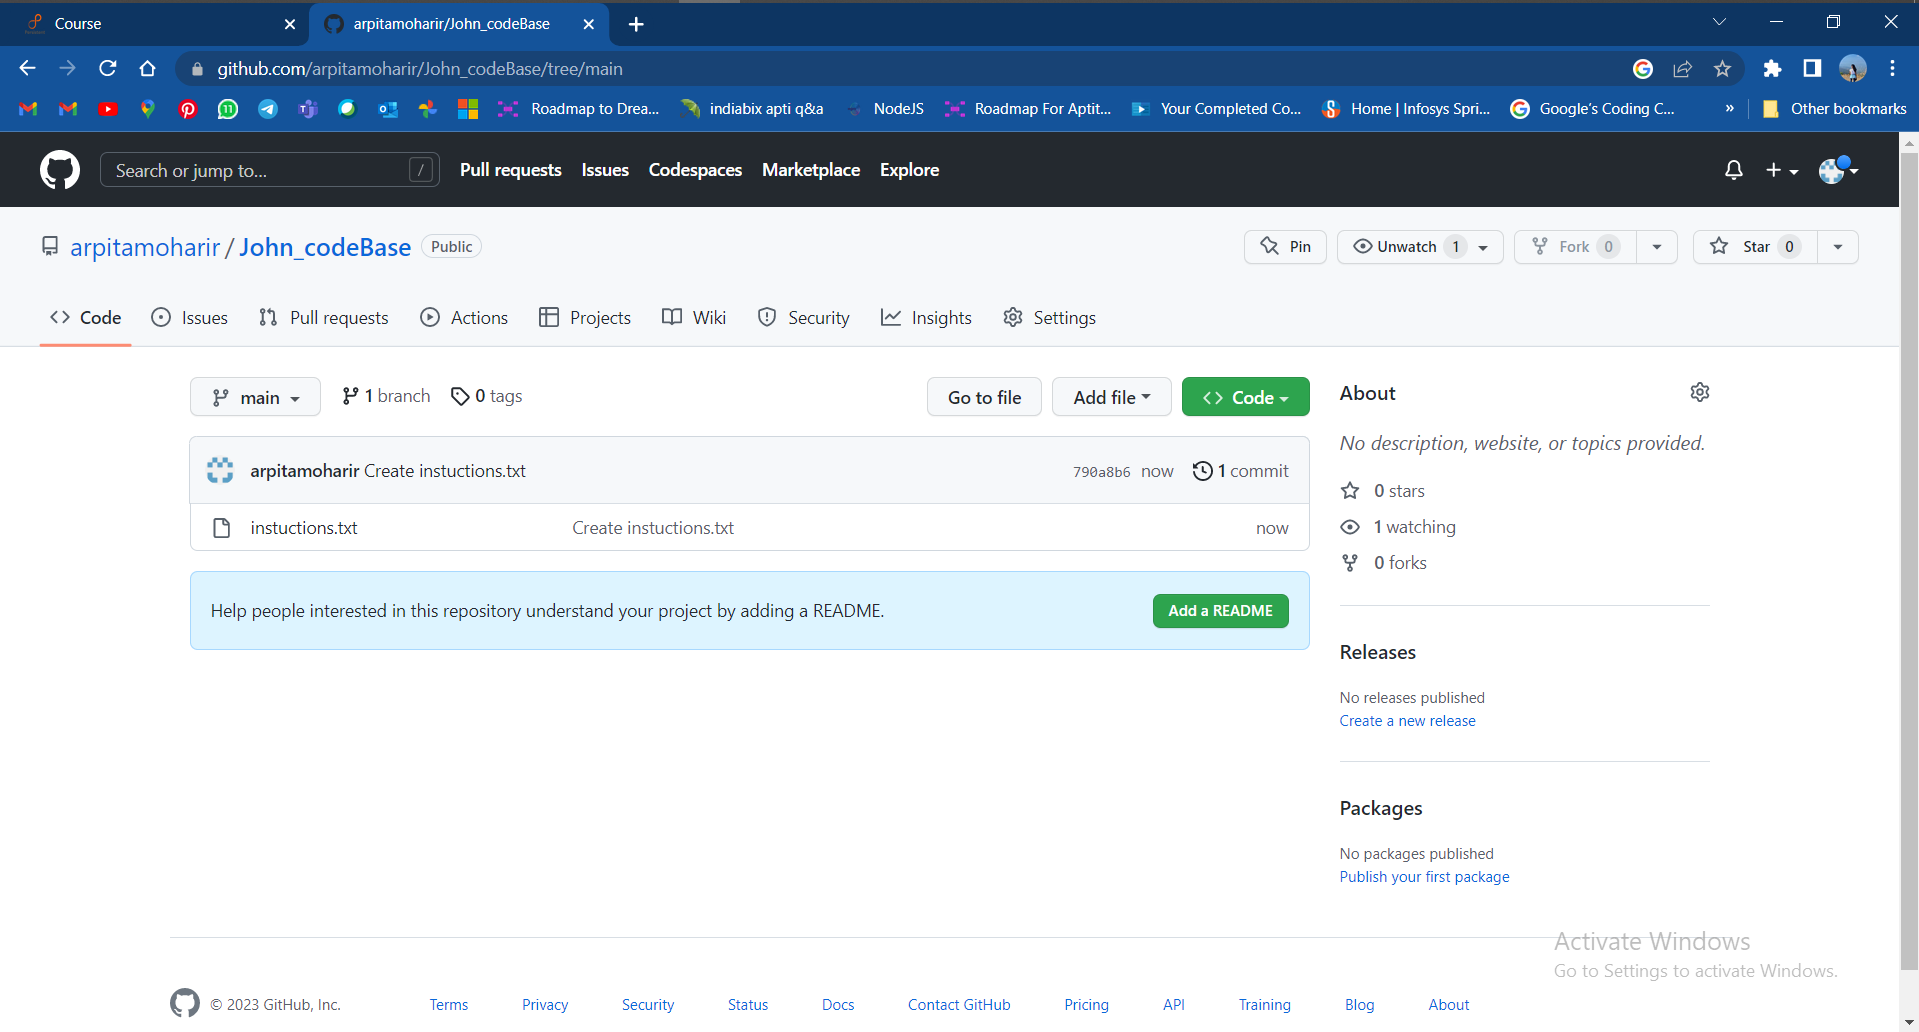 Course
arpitamoharir/John_codeBase
github.com/arpitamoharir/John_codeBase/tree/main
11
Roadmap to Drea...
indiabix apti q&a
NodeJS
Roadmap For Aptit...
Your Completed Co...
Home | Infosys Spri...
Google's Coding C...
»
Other bookmarks
Search or jump to...
/
Pull requests
Issues
Codespaces
Marketplace
Explore
arpitamoharir / John_codeBase
Public
Pin
Unwatch 1
Fork 0
Star 0
Code
Issues
Pull requests
Actions
Projects
Wiki
Security
Insights
Settings
main
1 branch
0 tags
Go to file
Add file
Code
arpitamoharir Create instuctions.txt
790a8b6 now
1 commit
instuctions.txt
Create instuctions.txt
now
Help people interested in this repository understand your project by adding a README.
Add a README
About
No description, website, or topics provided.
0 stars
1 watching
0 forks
Releases
No releases published
Create a new release
Packages
No packages published
Publish your first package
Activate Windows
Go to Settings to activate Windows.
© 2023 GitHub, Inc.
Terms
Privacy
Security
Status
Docs
Contact GitHub
Pricing
API
Training
Blog
About